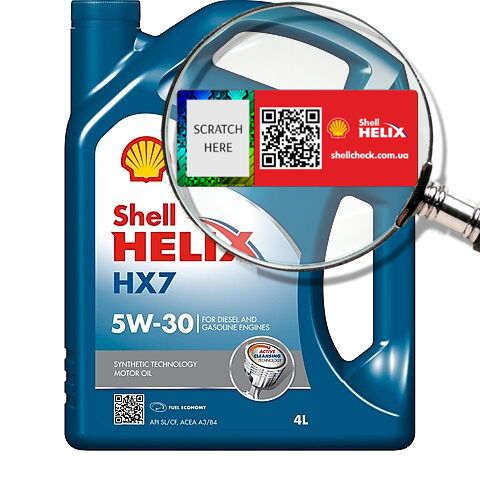 SCRATCH
HERE
Shell
HELIX
shellcheck.com.ua
Shell
HELIX
HX7
5W-30
FOR DIESEL AND
GASOLINE ENGINES
ACTIVE
CLEANSING
TECHNOLOGY
SYNTHETIC TECHNOLOGY
MOTOR OIL
FUEL ECONOMY
API SL/CF, ACEA A3/B4
4L